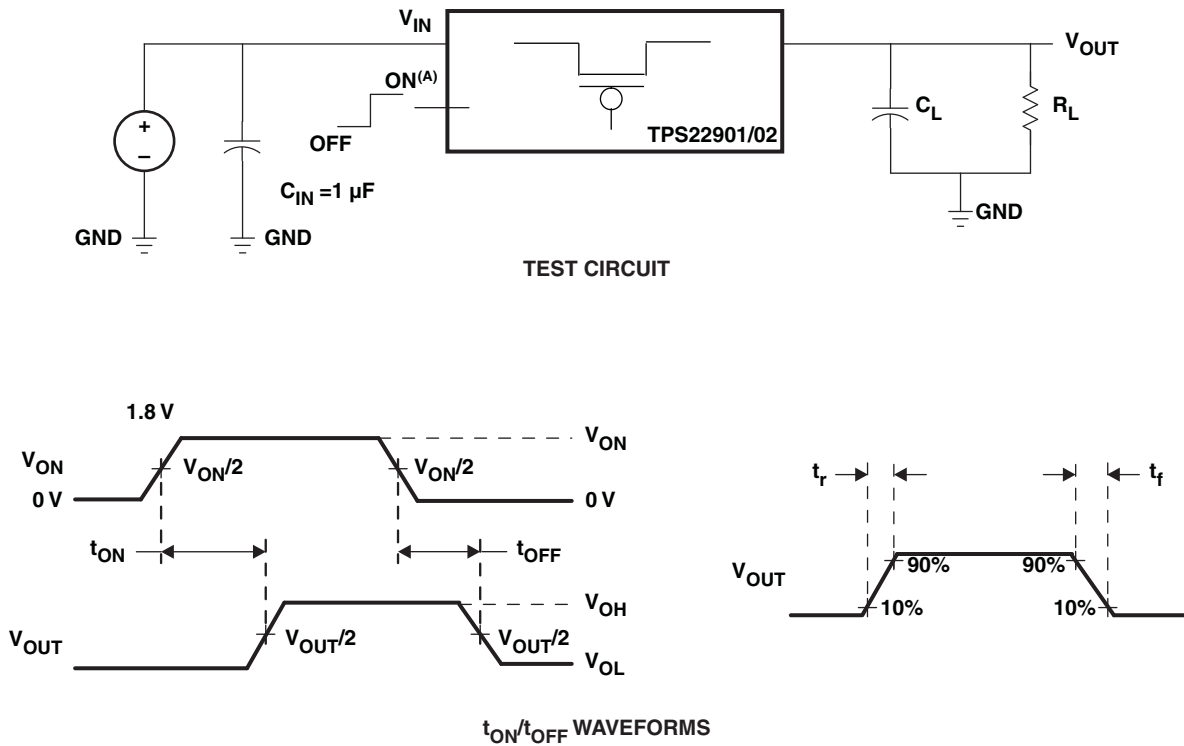 V_IN
V_OUT
ON(A)
OFF
+
–
C_IN =1 µF
TPS22901/02
C_L
R_L
GND
GND
GND
TEST CIRCUIT
1.8 V
V_ON
V_ON
V_ON/2
V_ON/2
0 V
0 V
t_ON
t_OFF
V_OH
V_OUT
V_OUT/2
V_OUT/2
V_OL
t_r
t_f
V_OUT
90%
90%
10%
10%
t_ON/t_OFF WAVEFORMS